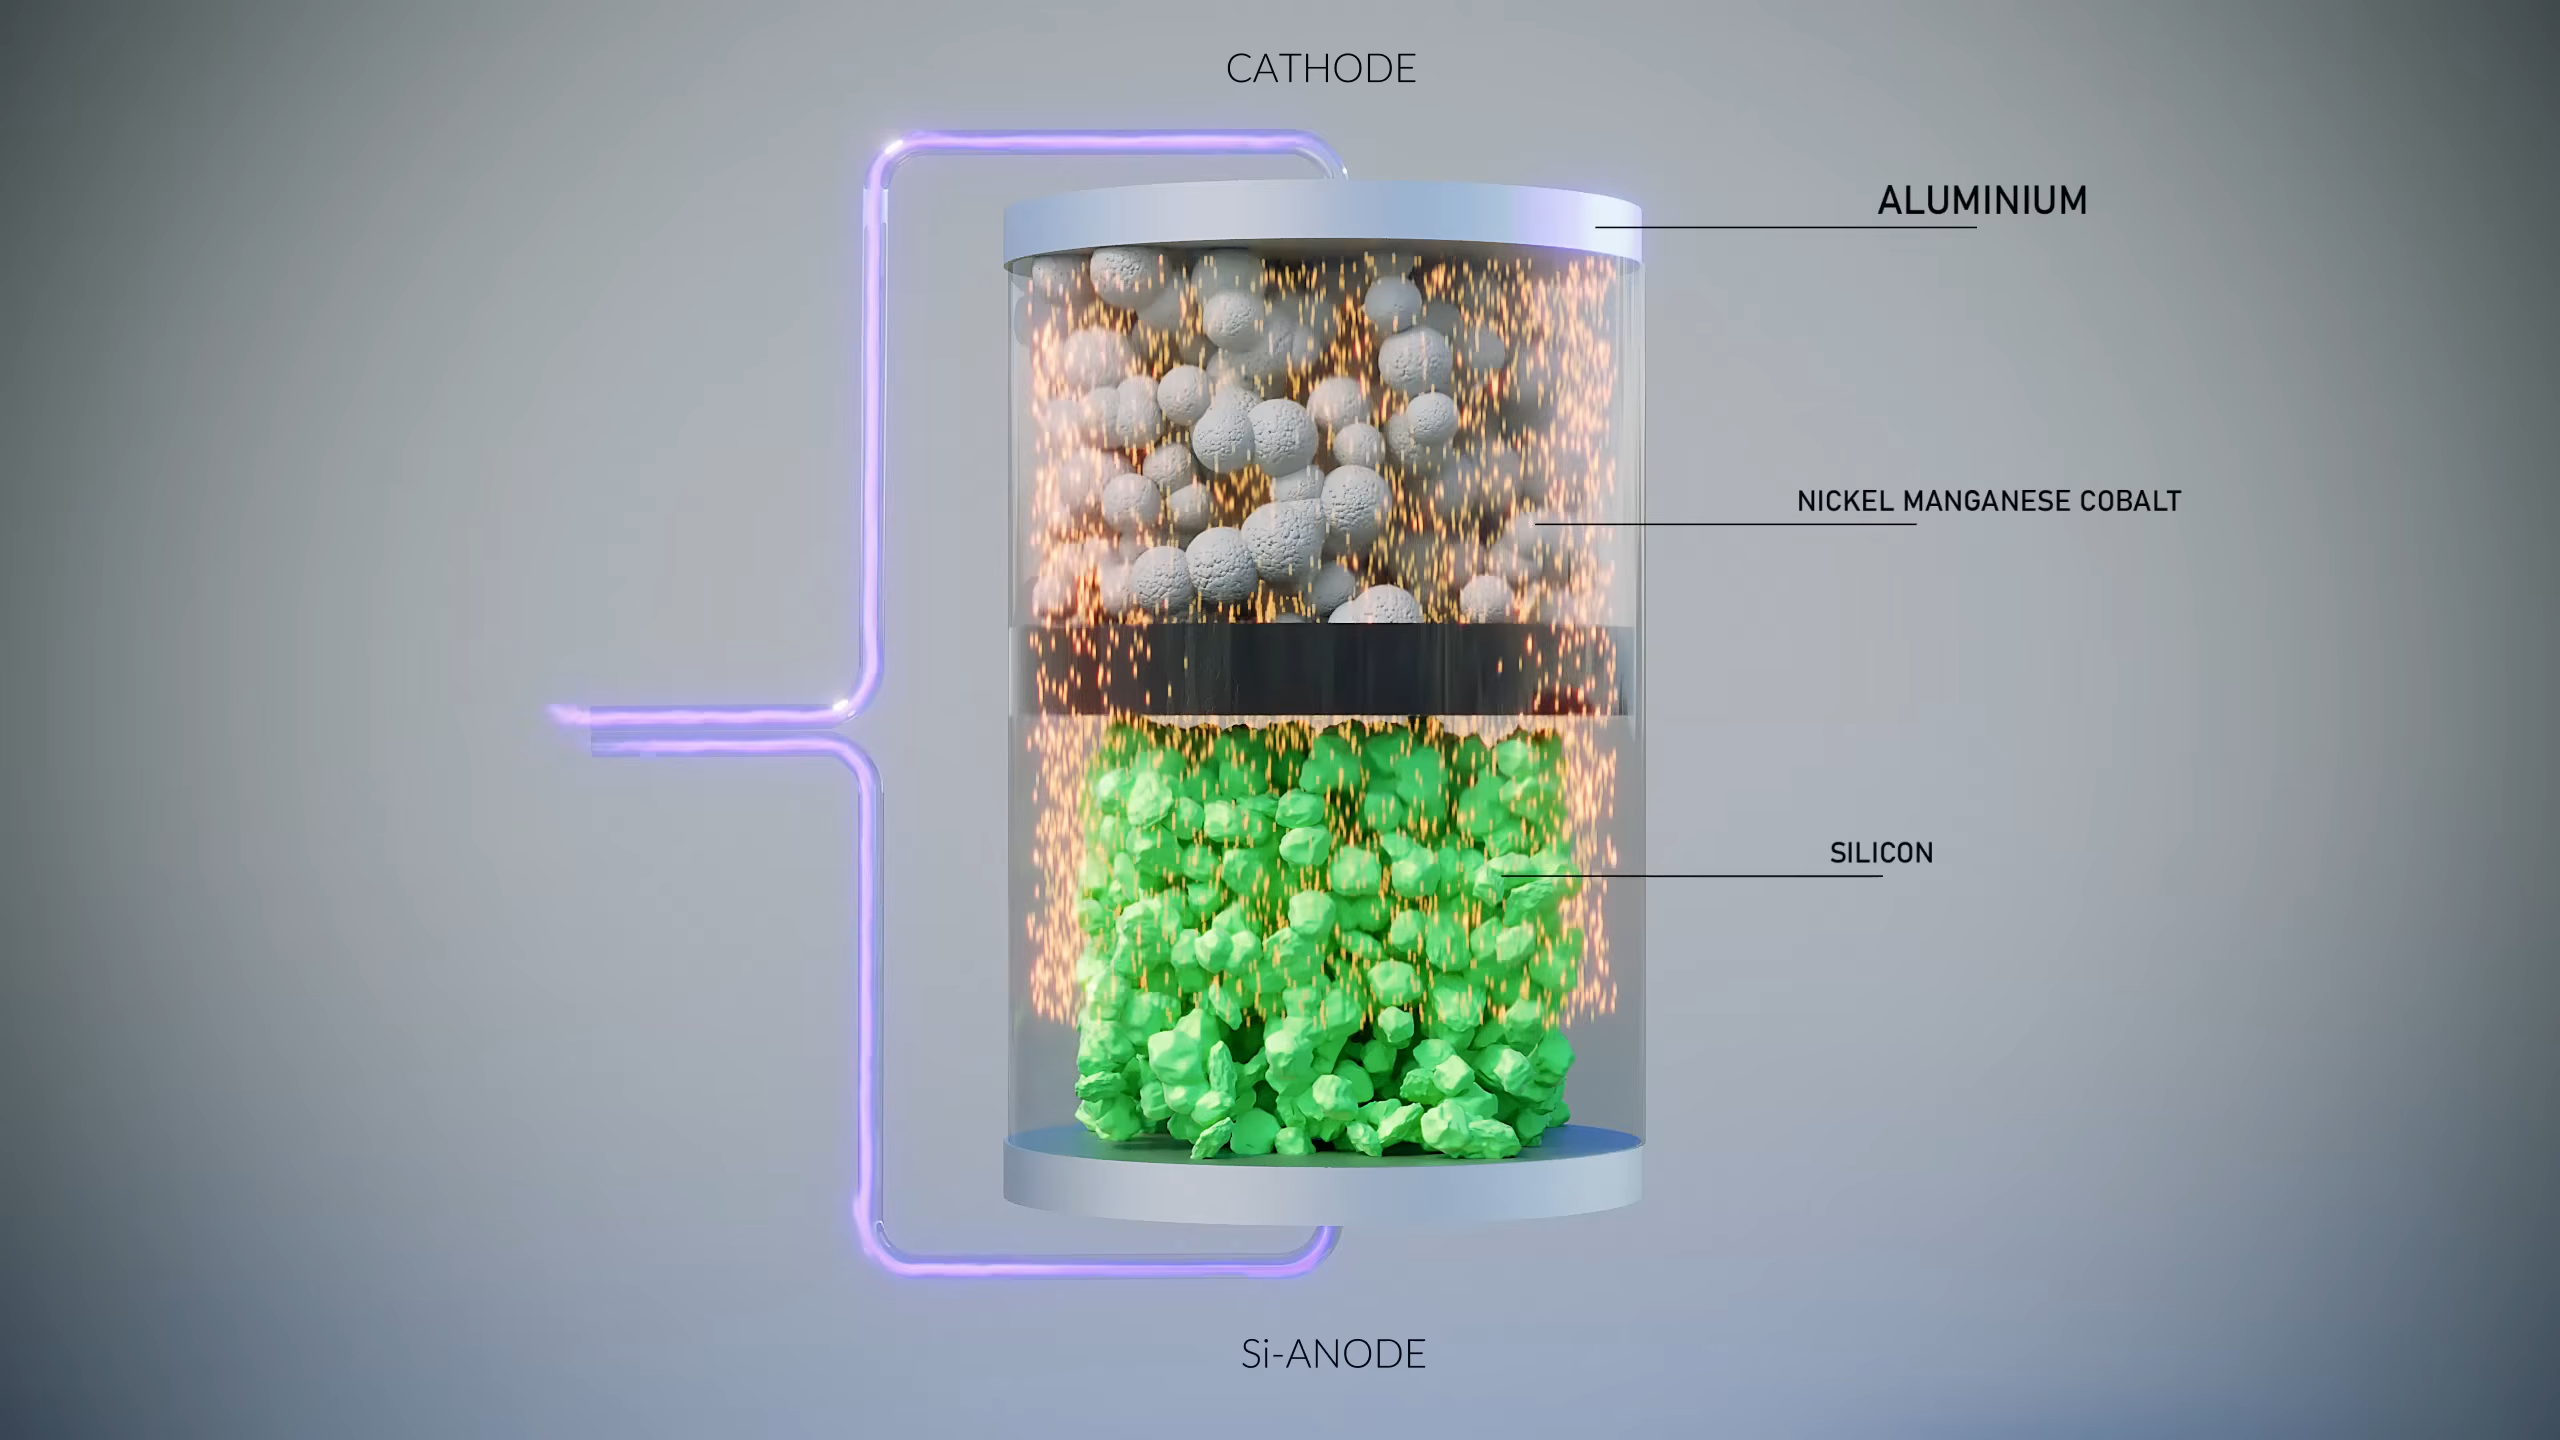 CATHODE
ALUMINIUM
NICKEL MANGANESE COBALT
SILICON
Si-ANODE